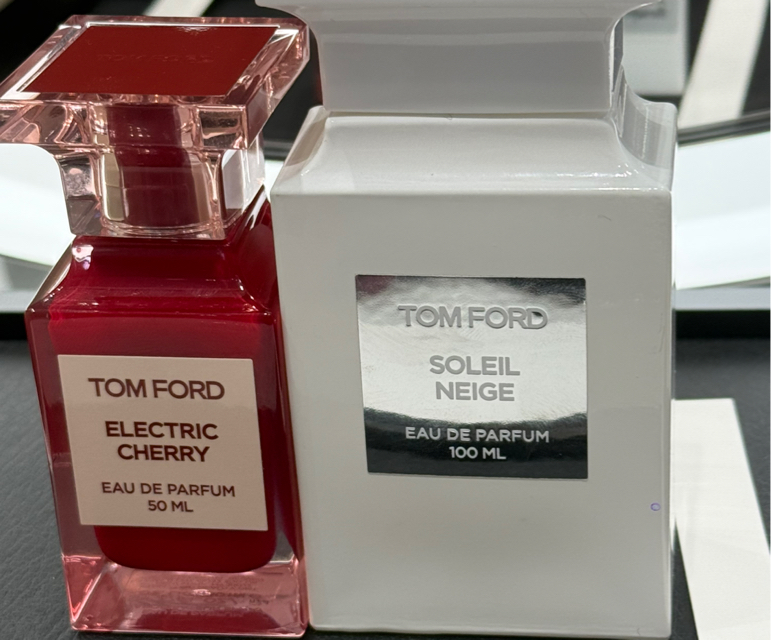 TOM FORD
ELECTRIC
CHERRY
EAU DE PARFUM
50 ML
TOM FORD
SOLEIL
NEIGE
EAU DE PARFUM
100 ML